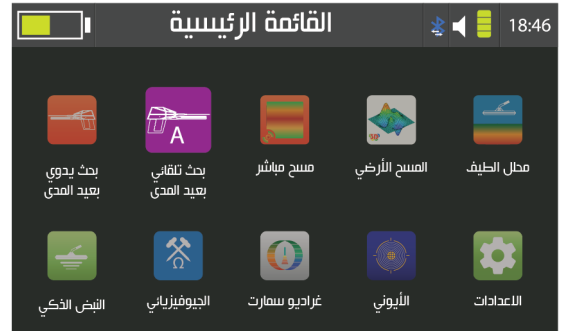 القائمة الرئيسية
18:46
محلل الطيف
المسح الأرضي
مسح مباشر
بحث تلقائي
بعيد المدى
A
بحث يدوي
بعيد المدى
الاعدادات
الأيوني
غراديو سمارت
الجيوفيزيائي
Ω
النبض الذكي